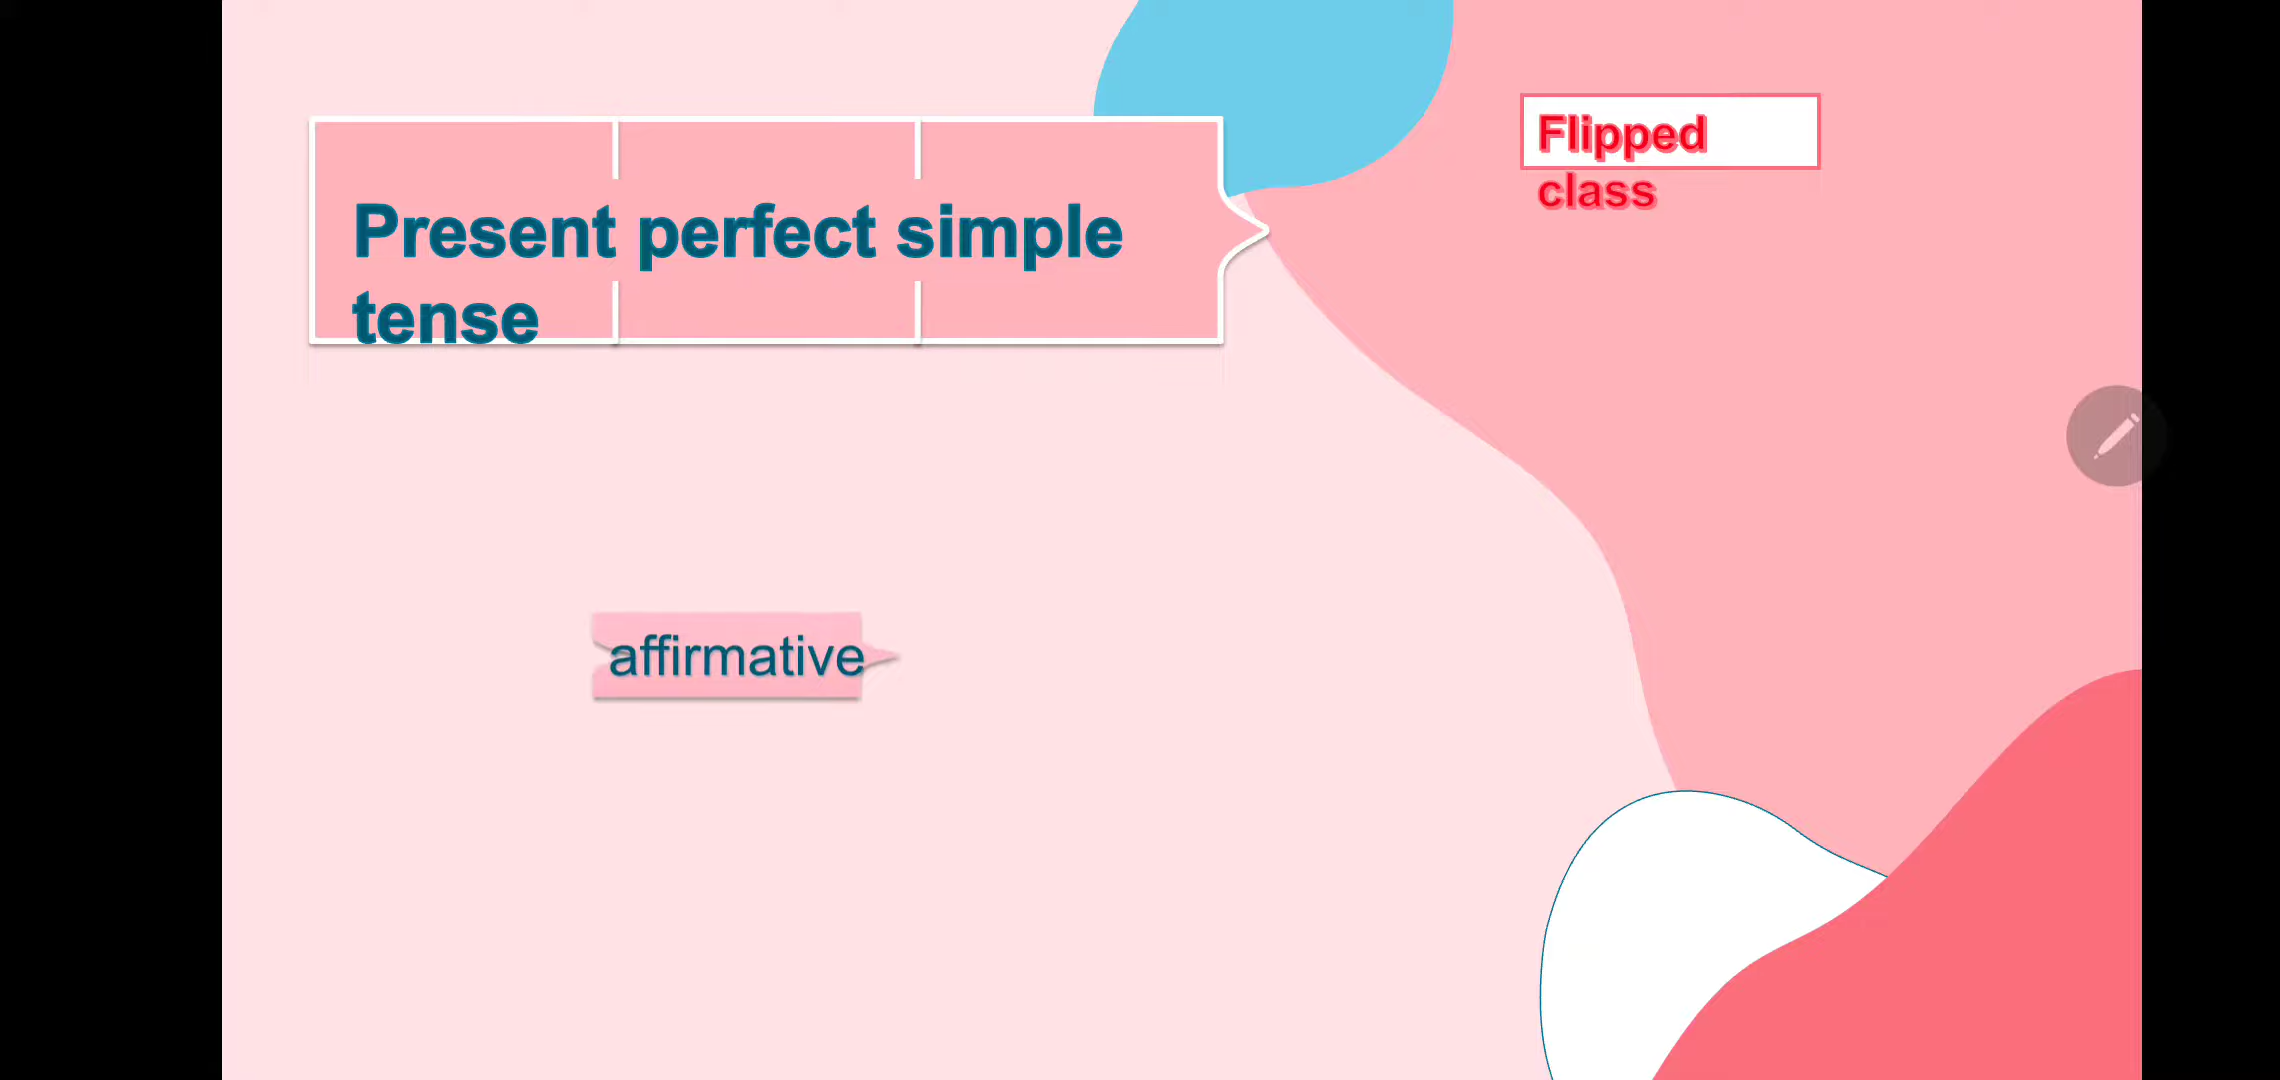 Present perfect simple
tense
Flipped
class
affirmative